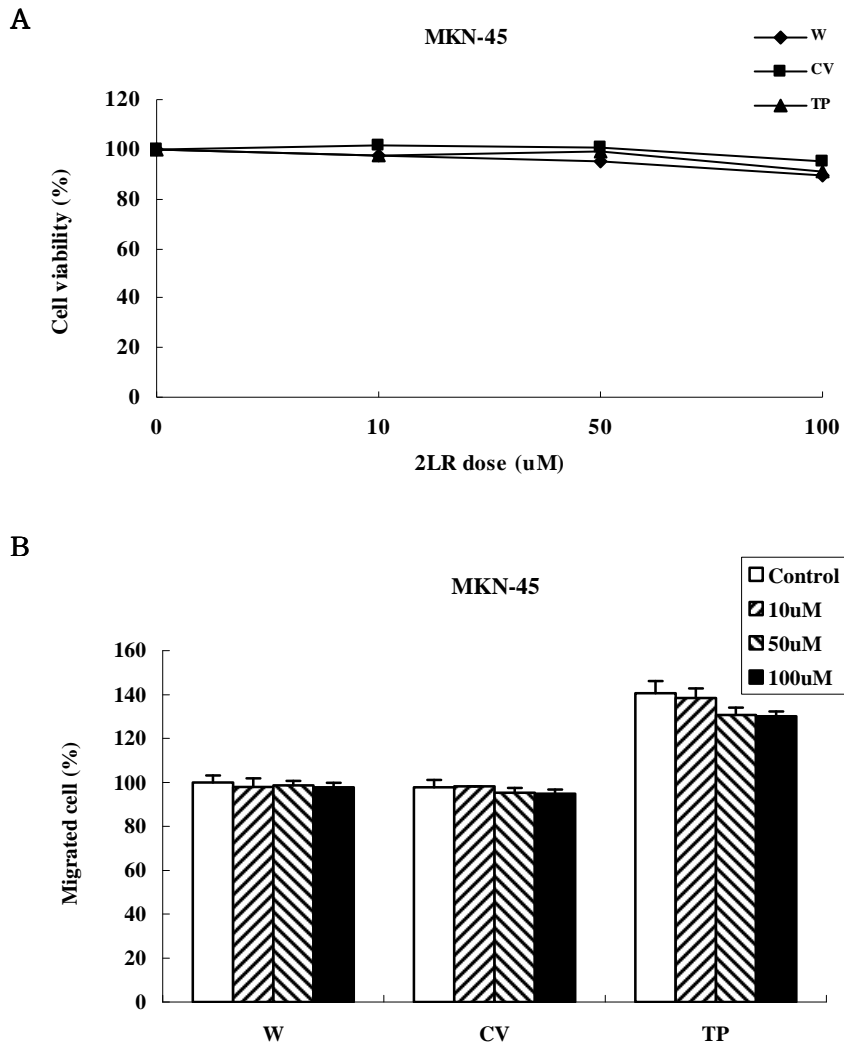 A
MKN-45
W
CV
TP
120
100
80
60
40
20
0
Cell viability (%)
0 10 50 100
2LR dose (uM)
B
MKN-45
Control
10uM
50uM
100uM
160
140
120
100
80
60
40
20
0
Migrated cell (%)
W CV TP